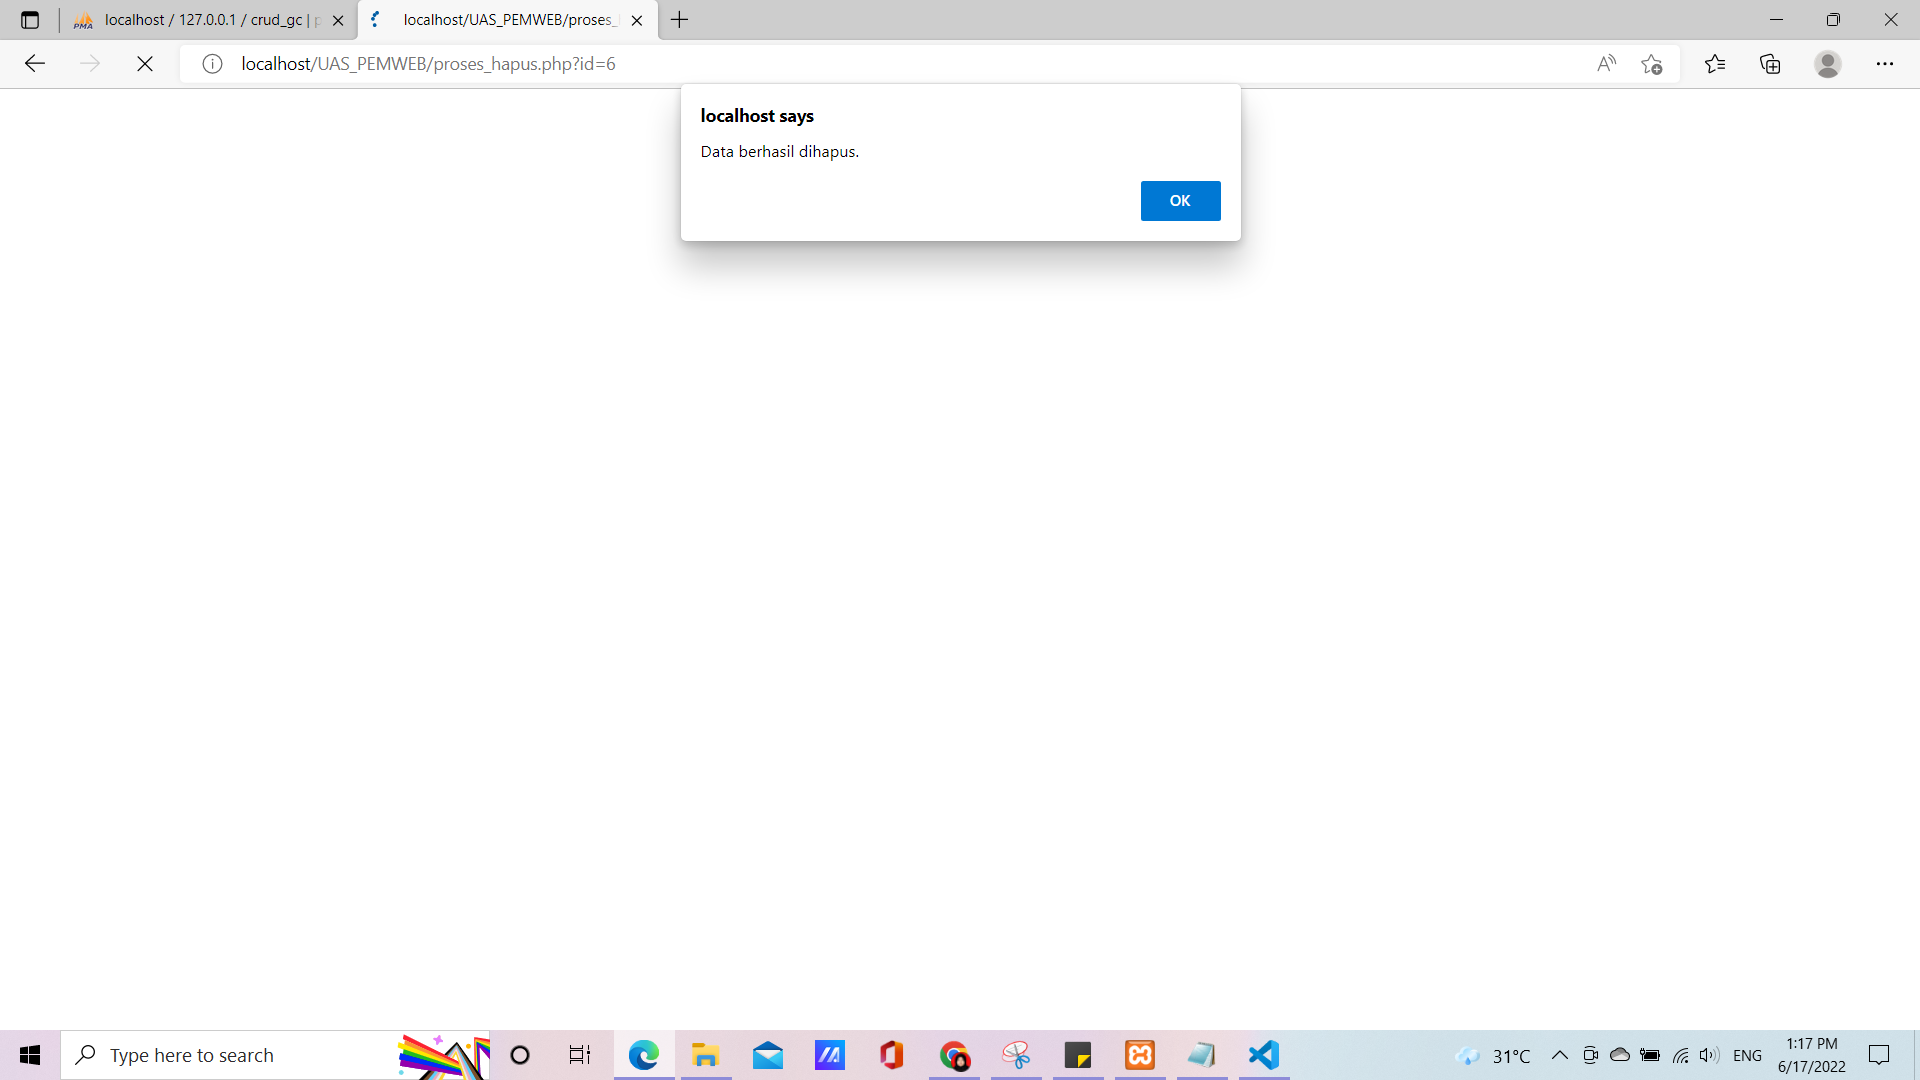 localhost / 127.0.0.1 / crud_gc | p
localhost/UAS_PEMWEB/proses_
localhost/UAS_PEMWEB/proses_hapus.php?id=6
localhost says
Data berhasil dihapus.
OK
Type here to search
31°C
ENG
1:17 PM
6/17/2022
PMA